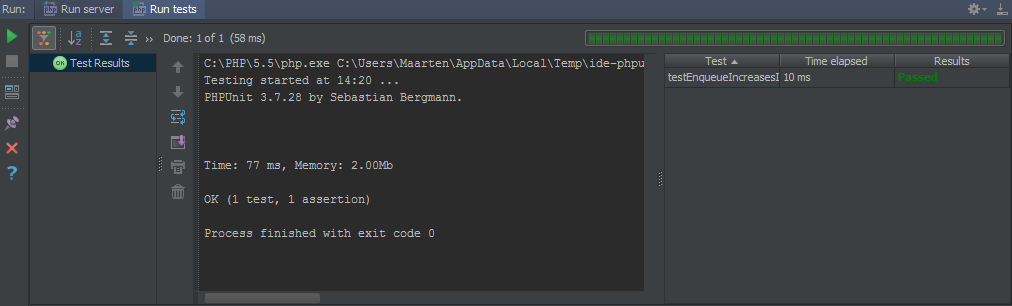 Run: Run server Run tests
Done: 1 of 1 (58 ms)
OK Test Results
C:\PHP\5.5\php.exe C:\Users\Maarten\AppData\Local\Temp\ide-phpu
Testing started at 14:20 ...
PHPUnit 3.7.28 by Sebastian Bergmann.
Time: 77 ms, Memory: 2.00Mb
OK (1 test, 1 assertion)
Process finished with exit code 0
Test Time elapsed Results
testEnqueueIncreasesI 10 ms Passed